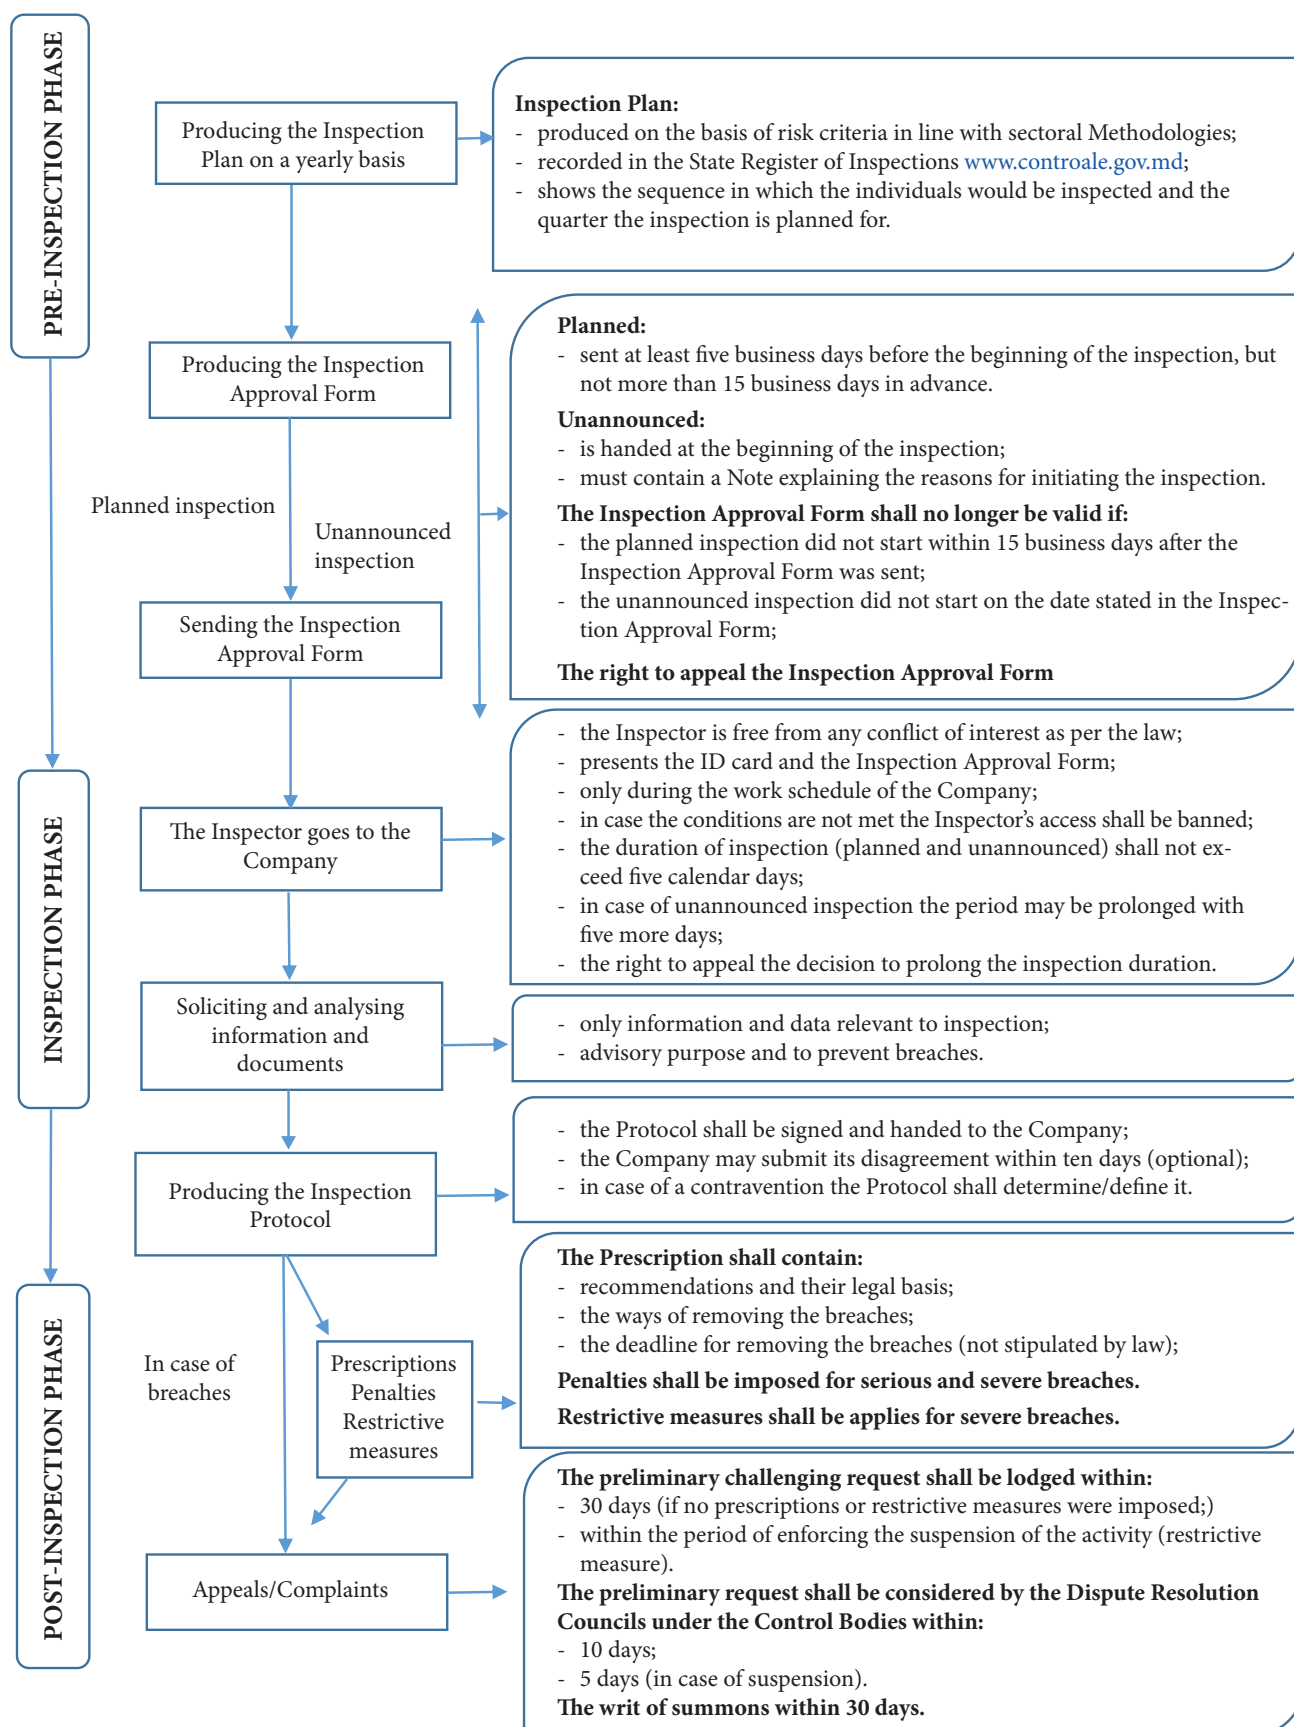 PRE-INSPECTION PHASE
Producing the Inspection
Plan on a yearly basis
Inspection Plan:
- produced on the basis of risk criteria in line with sectoral Methodologies;
- recorded in the State Register of Inspections www.controale.gov.md;
- shows the sequence in which the individuals would be inspected and the
quarter the inspection is planned for.
Producing the Inspection
Approval Form
Planned inspection
Unannounced
inspection
Sending the Inspection
Approval Form
Planned:
- sent at least five business days before the beginning of the inspection, but
not more than 15 business days in advance.
Unannounced:
- is handed at the beginning of the inspection;
- must contain a Note explaining the reasons for initiating the inspection.
The Inspection Approval Form shall no longer be valid if:
- the planned inspection did not start within 15 business days after the
Inspection Approval Form was sent;
- the unannounced inspection did not start on the date stated in the Inspec-
tion Approval Form;
The right to appeal the Inspection Approval Form
INSPECTION PHASE
The Inspector goes to the
Company
- the Inspector is free from any conflict of interest as per the law;
- presents the ID card and the Inspection Approval Form;
- only during the work schedule of the Company;
- in case the conditions are not met the Inspector's access shall be banned;
- the duration of inspection (planned and unannounced) shall not ex-
ceed five calendar days;
- in case of unannounced inspection the period may be prolonged with
five more days;
- the right to appeal the decision to prolong the inspection duration.
Soliciting and analysing
information and
documents
- only information and data relevant to inspection;
- advisory purpose and to prevent breaches.
Producing the Inspection
Protocol
- the Protocol shall be signed and handed to the Company;
- the Company may submit its disagreement within ten days (optional);
- in case of a contravention the Protocol shall determine/define it.
POST-INSPECTION PHASE
In case of
breaches
Prescriptions
Penalties
Restrictive
measures
The Prescription shall contain:
- recommendations and their legal basis;
- the ways of removing the breaches;
- the deadline for removing the breaches (not stipulated by law);
Penalties shall be imposed for serious and severe breaches.
Restrictive measures shall be applies for severe breaches.
Appeals/Complaints
The preliminary challenging request shall be lodged within:
- 30 days (if no prescriptions or restrictive measures were imposed;)
- within the period of enforcing the suspension of the activity (restrictive
measure).
The preliminary request shall be considered by the Dispute Resolution
Councils under the Control Bodies within:
- 10 days;
- 5 days (in case of suspension).
The writ of summons within 30 days.